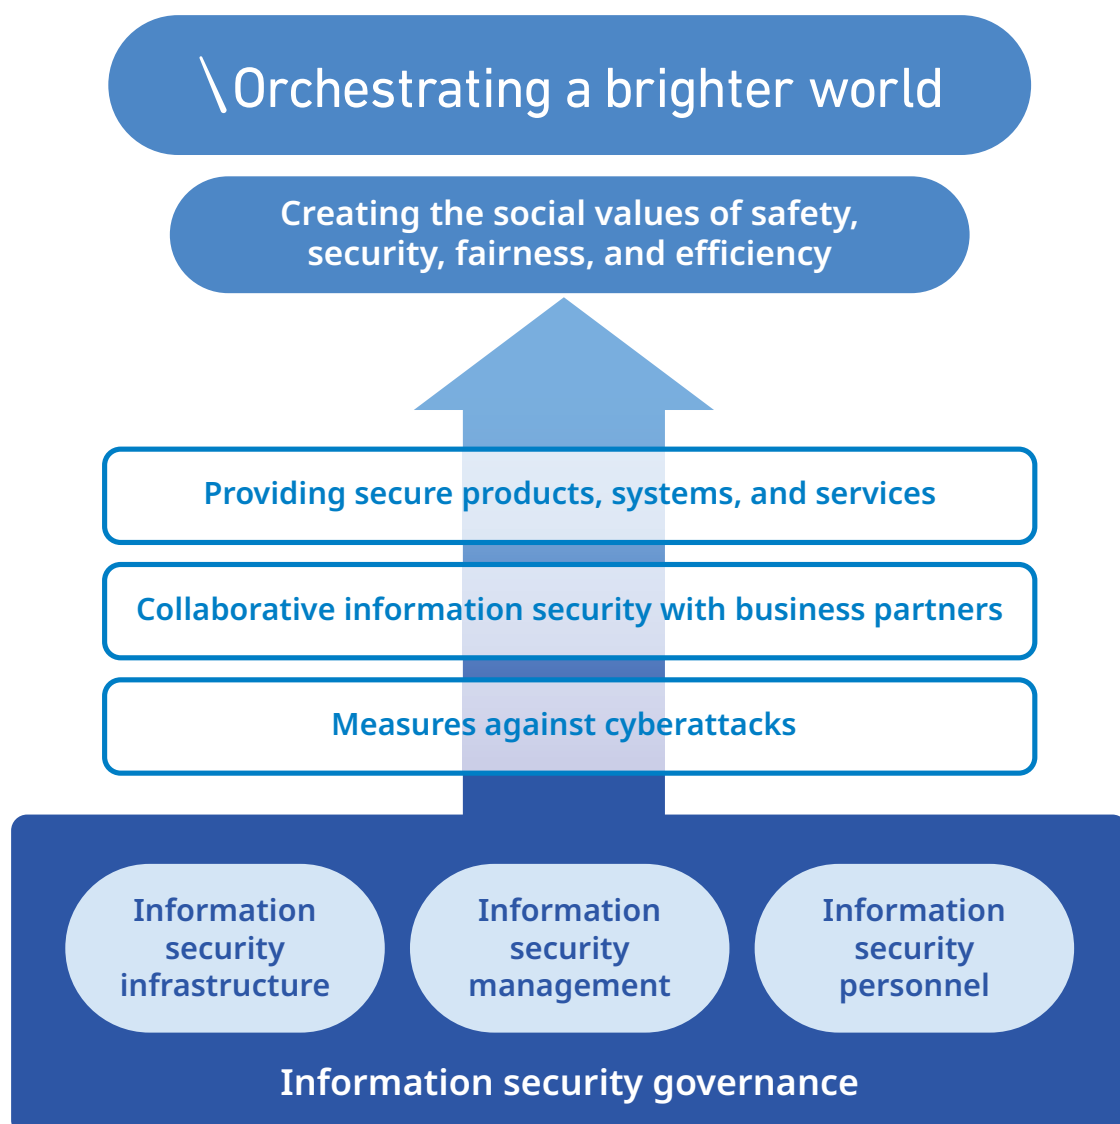 \Orchestrating a brighter world
Creating the social values of safety,
security, fairness, and efficiency
Providing secure products, systems, and services
Collaborative information security with business partners
Measures against cyberattacks
Information
security
infrastructure
Information
security
management
Information
security
personnel
Information security governance